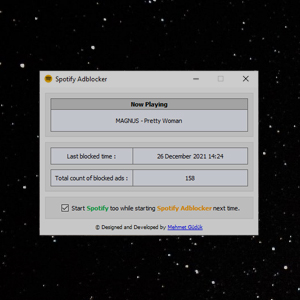 Spotify Adblocker
Now Playing
MAGNUS - Pretty Woman
Last blocked time :
26 December 2021 14:24
Total count of blocked ads :
158
Start Spotify too while starting Spotify Adblocker next time.
© Designed and Developed by Mehmet Güdük